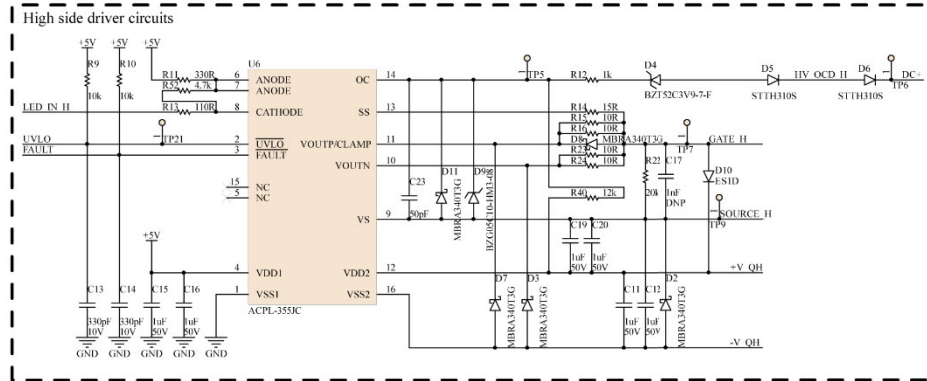 High side driver circuits
+5V +5V +5V
R9 R10
10k 10k
R11 330R
R52 4.7k
R13 110R
LED IN H
UVLO
FAULT
TP21
U6
6 ANODE
7 ANODE
8 CATHODE
2 UVLO
3 FAULT
15 NC
5 NC
4 VDD1
1 VSS1
OC 14
SS 13
VOUTP/CLAMP 11
VOUTN 10
VS 9
VDD2 12
VSS2 16
ACPL-355JC
+5V
C13 C14 C15 C16
330pF 330pF 1uF 1uF
10V 10V 50V 50V
GND GND GND GND GND
TP5
R12 1k
D4
BZT52C3V9-7-F
D5
STTH310S
HV_OCD_H
D6
STTH310S
DC+
TP6
R14 15R
R15 10R
R16 10R
D8 MBRA340T3G
R23 10R
R24 10R
TP7
GATE_H
R40 12k
C23
50pF
D11
MBRA340T3G
D9
BZG05C10-HM3-08
R22
20k
C17
1nF
DNP
D10
ES1D
SOURCE_H
TP9
C19 C20
1uF 1uF
50V 50V
+V_QH
D7
MBRA340T3G
D3
MBRA340T3G
C11 C12
1uF 1uF
50V 50V
D2
MBRA340T3G
-V_QH